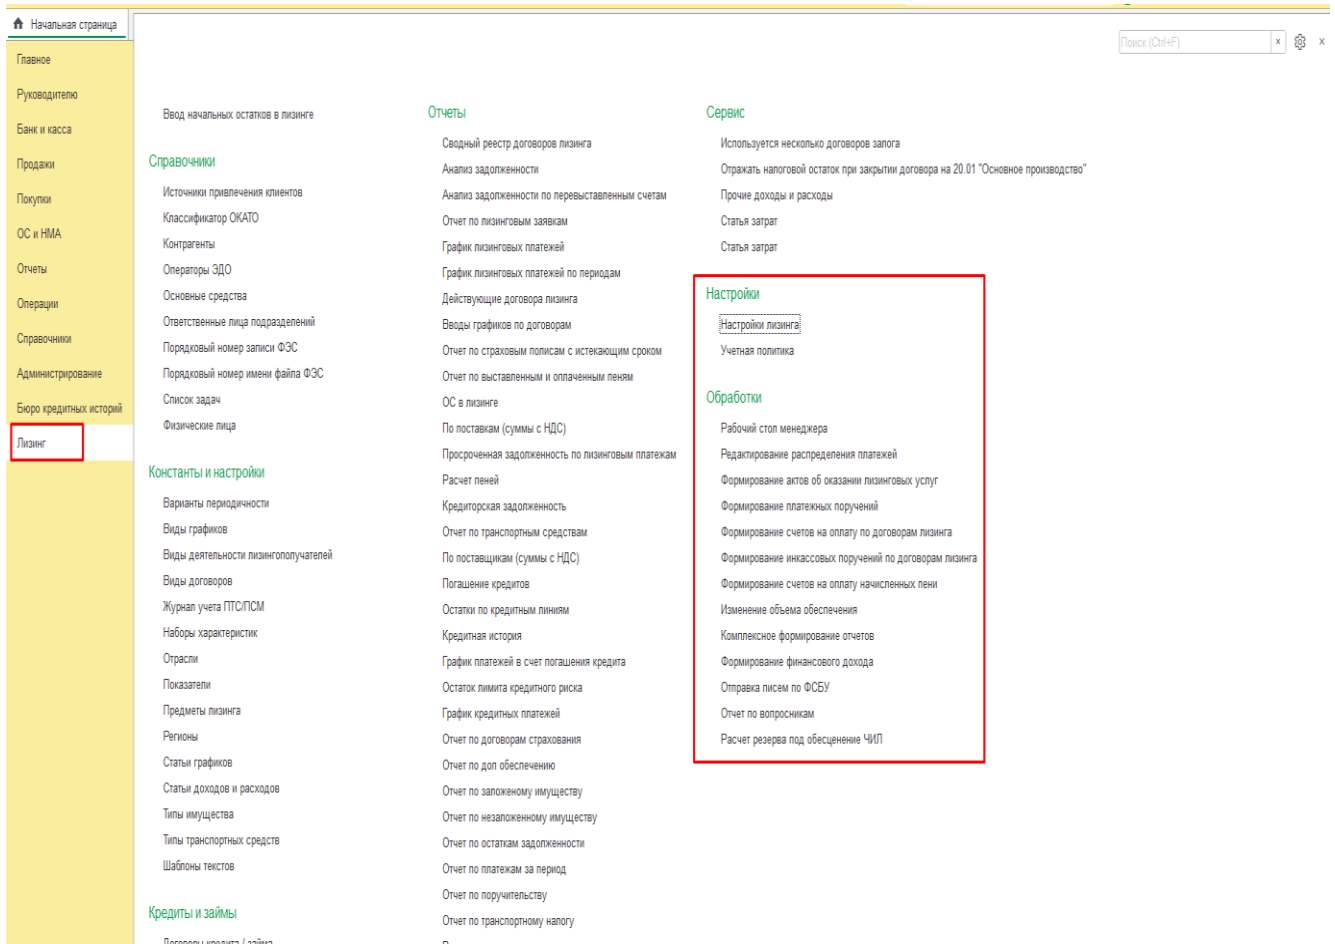 Начальная страница
Поиск (Ctrl+F)
Главное
Руководителю
Банк и касса
Продажи
Покупки
ОС и НМА
Отчеты
Операции
Справочники
Администрирование
Бюро кредитных историй
Лизинг
Ввод начальных остатков в лизинге
Справочники
Источники привлечения клиентов
Классификатор ОКАТО
Контрагенты
Операторы ЭДО
Основные средства
Ответственные лица подразделений
Порядковый номер записи ФЭС
Порядковый номер имени файла ФЭС
Список задач
Физические лица
Константы и настройки
Варианты периодичности
Виды графиков
Виды деятельности лизингополучателей
Виды договоров
Журнал учета ПТС/ПСМ
Наборы характеристик
Отрасли
Показатели
Предметы лизинга
Регионы
Статьи графиков
Статьи доходов и расходов
Типы имущества
Типы транспортных средств
Шаблоны текстов
Кредиты и займы
Договоры кредита / займа
Отчеты
Сводный реестр договоров лизинга
Анализ задолженности
Анализ задолженности по перевыставленным счетам
Отчет по лизинговым заявкам
График лизинговых платежей
График лизинговых платежей по периодам
Действующие договора лизинга
Вводы графиков по договорам
Отчет по страховым полисам с истекающим сроком
Отчет по выставленным и оплаченным пеням
ОС в лизинге
По поставкам (суммы с НДС)
Просроченная задолженность по лизинговым платежам
Расчет пеней
Кредиторская задолженность
Отчет по транспортным средствам
По поставщикам (суммы с НДС)
Погашение кредитов
Остатки по кредитным линиям
Кредитная история
График платежей в счет погашения кредита
Остаток лимита кредитного риска
График кредитных платежей
Отчет по договорам страхования
Отчет по доп обеспечению
Отчет по заложеному имуществу
Отчет по незаложенному имуществу
Отчет по остаткам задолженности
Отчет по платежам за период
Отчет по поручительству
Отчет по транспортному налогу
Сервис
Используется несколько договоров залога
Отражать налоговой остаток при закрытии договора на 20.01 "Основное производство"
Прочие доходы и расходы
Статья затрат
Статья затрат
Настройки
Настройки лизинга
Учетная политика
Обработки
Рабочий стол менеджера
Редактирование распределения платежей
Формирование актов об оказании лизинговых услуг
Формирование платежных поручений
Формирование счетов на оплату по договорам лизинга
Формирование инкассовых поручений по договорам лизинга
Формирование счетов на оплату начисленных пени
Изменение объема обеспечения
Комплексное формирование отчетов
Формирование финансового дохода
Отправка писем по ФСБУ
Отчет по вопросникам
Расчет резерва под обесценение ЧИЛ